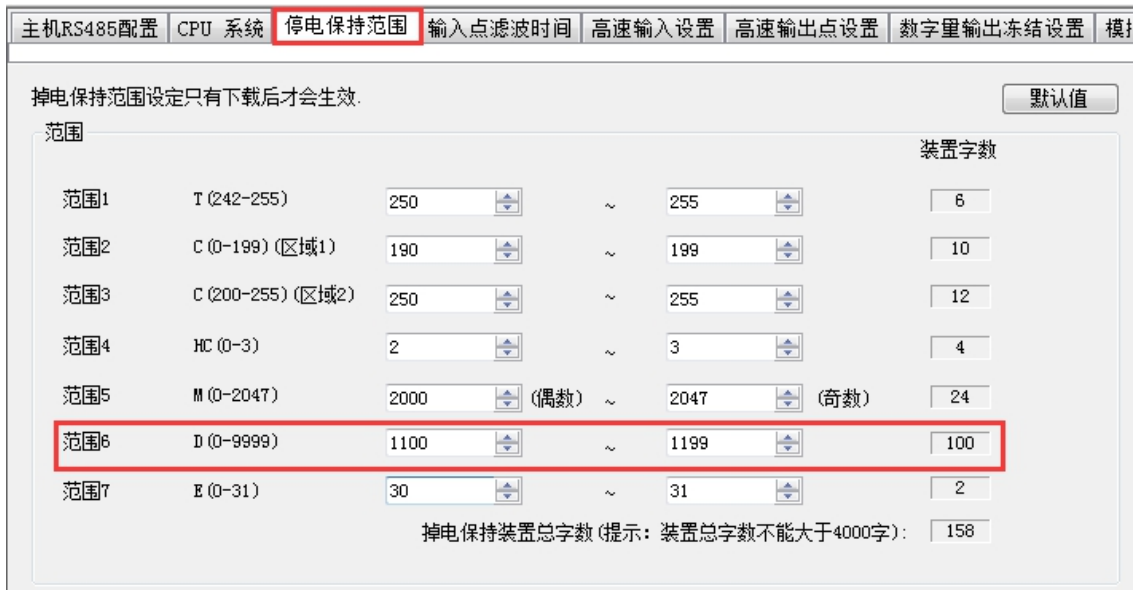 主机RS485配置 CPU 系统 停电保持范围 输入点滤波时间 高速输入设置 高速输出点设置 数字量输出冻结设置 模
掉电保持范围设定只有下载后才会生效. 默认值
范围
装置字数
范围1 T(242-255) 250 ~ 255 6
范围2 C(0-199)(区域1) 190 ~ 199 10
范围3 C(200-255)(区域2) 250 ~ 255 12
范围4 HC(0-3) 2 ~ 3 4
范围5 M(0-2047) 2000 (偶数) ~ 2047 (奇数) 24
范围6 D(0-9999) 1100 ~ 1199 100
范围7 E(0-31) 30 ~ 31 2
掉电保持装置总字数(提示: 装置总字数不能大于4000字): 158